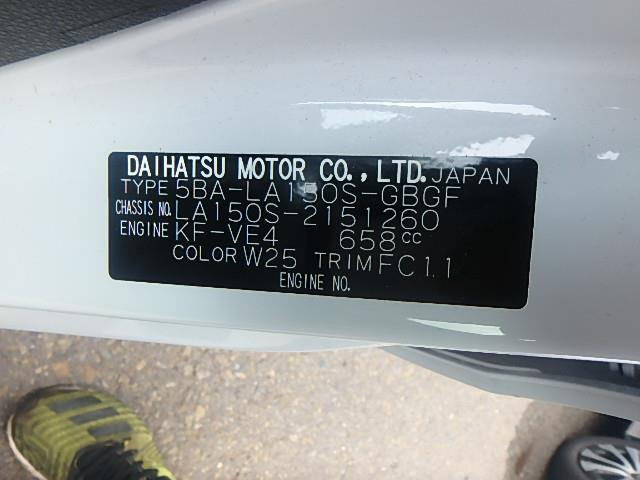 DAIHATSU MOTOR CO., LTD. JAPAN
TYPE 5BA-LA150S-GBGF
CHASSIS NO. LA150S-2151260
ENGINE KF-VE4 658cc
COLOR W25 TRIM FC11
ENGINE NO.